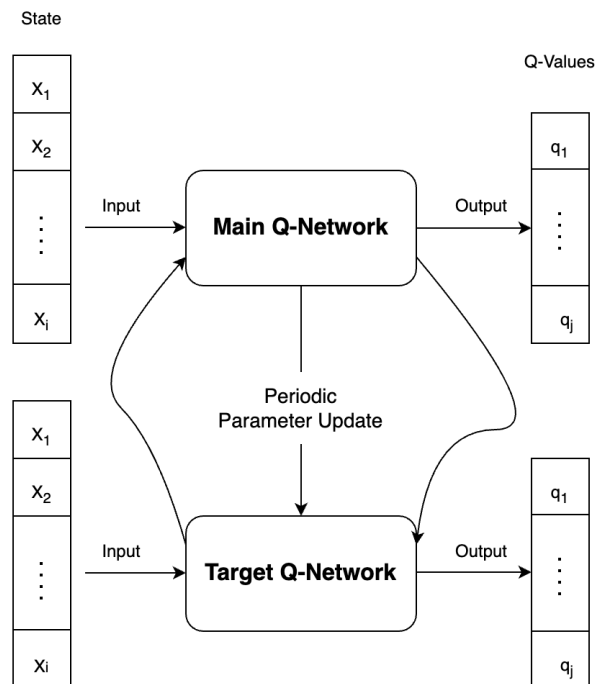 State
Q-Values
X₁
X₂
⋮
Xᵢ
Input
Main Q-Network
Output
q₁
⋮
qⱼ
Periodic
Parameter Update
X₁
X₂
⋮
Xi
Input
Target Q-Network
Output
q₁
⋮
qⱼ